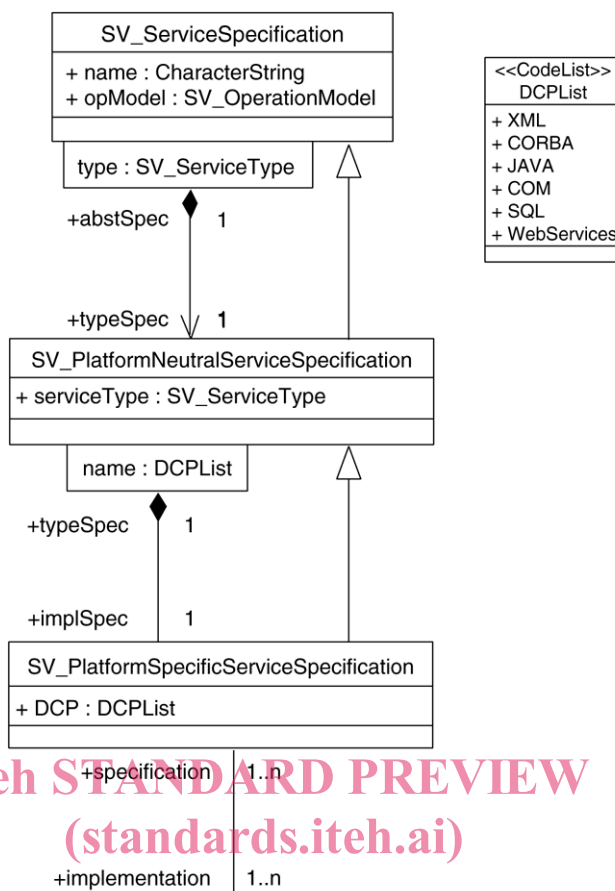 SV_ServiceSpecification
+ name : CharacterString
+ opModel : SV_OperationModel
type : SV_ServiceType
+abstSpec 1
+typeSpec 1
<<CodeList>>
DCPList
+ XML
+ CORBA
+ JAVA
+ COM
+ SQL
+ WebServices
SV_PlatformNeutralServiceSpecification
+ serviceType : SV_ServiceType
name : DCPList
+typeSpec 1
+implSpec 1
SV_PlatformSpecificServiceSpecification
+ DCP : DCPList
+specification 1..n
eh STANDARD PREVIEW
(standards.iteh.ai)
+implementation 1..n